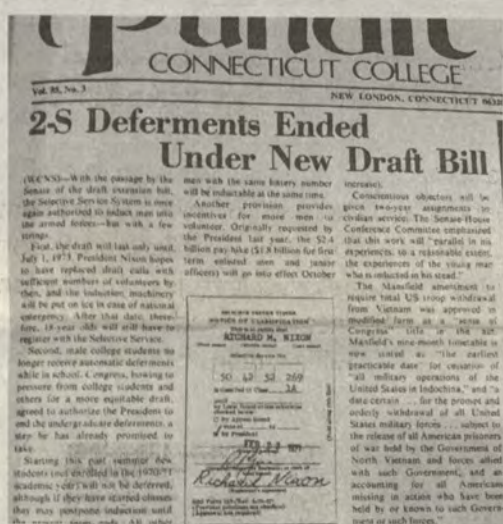 Pundit
CONNECTICUT COLLEGE
Vol. 55, No. 3
NEW LONDON, CONNECTICUT
2-S Deferments Ended
Under New Draft Bill
With the passage by the
Senate of the draft extension bill,
the Selective Service System is once
again authorized to induct men into
the armed forces—but with a few
strings.
First, the draft will last only until
July 1, 1973. President Nixon hopes
to have replaced draft calls with
sufficient numbers of volunteers by
then, and the induction machinery
will be put on ice in case of national
emergency. After that date, there-
fore, 18-year olds will still have to
register with the Selective Service.
Second, male college students no
longer receive automatic deferments
while in school. Congress, bowing to
pressure from college students and
others for a more equitable draft,
agreed to authorize the President to
end the undergraduate deferments, a
step he has already promised to
take.
Starting this past summer new
students (not enrolled in the 1970/71
academic year) will not be deferred,
although if they have started classes
they may postpone induction until
men with the same lottery number
will be inductable at the same time.
Another provision provides
incentives for more men to
volunteer. Originally requested by
the President last year, the $2.4
billion pay hike ($1.8 billion for first
term enlisted men and junior
officers) will go into effect October
NOTICE OF CLASSIFICATION
RICHARD M. NIXON
50 42 52 269
FEB 22
Richard Nixon
increase).
Conscientious objectors will be
given two-year assignments to
civilian service. The Senate-House
Conference Committee emphasized
that this work will "parallel in his
experiences, to a reasonable extent,
the experiences of the young man
who is inducted in his stead."
The Mansfield amendment to
require total US troop withdrawal
from Vietnam was approved in
modified form as a "sense of
Congress" title in the act.
Manfield's nine-month timetable is
now stated as "the earliest
practicable date" for cessation of
"all military operations of the
United States in Indochina," and "a
date certain ... for the prompt and
orderly withdrawal of all United
States military forces ... subject to
the release of all American prisoners
of war held by the Government of
North Vietnam and forces allied
with such Government, and an
accounting for all Americans
missing in action who have been
held by or known to such Govern-
ment or such forces